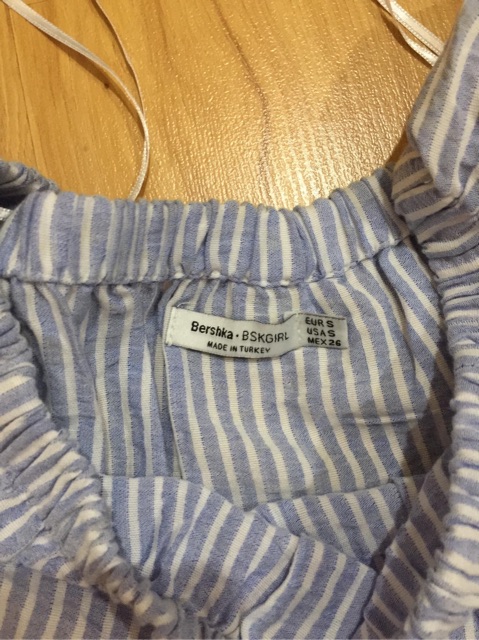 Bershka • BSKGIRL
MADE IN TURKEY
EUR S
USA S
MEX 26